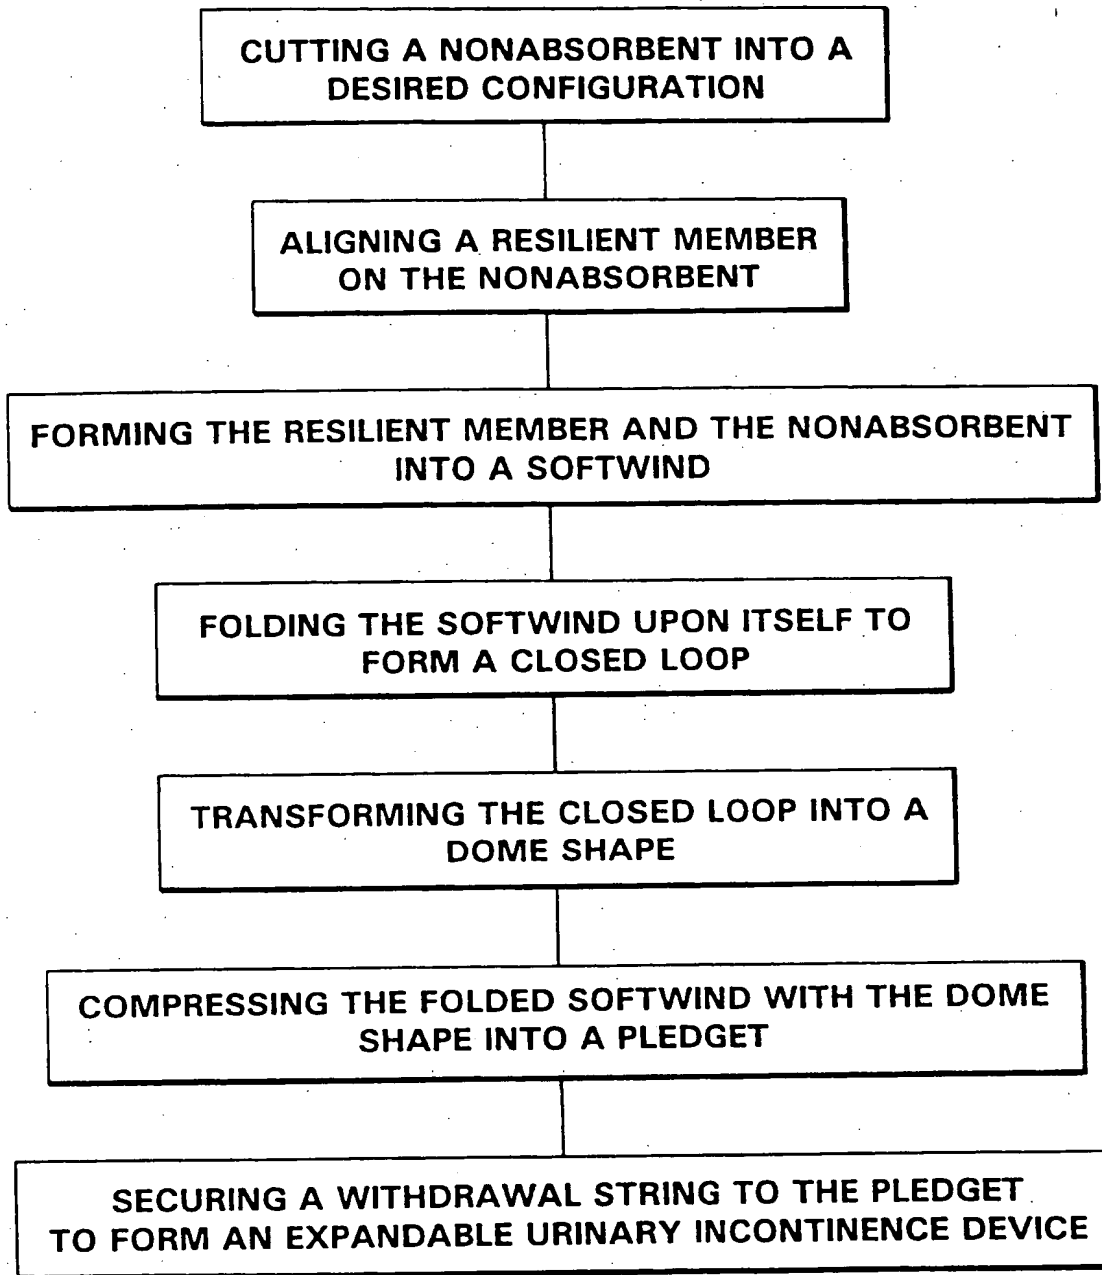 CUTTING A NONABSORBENT INTO A
DESIRED CONFIGURATION
ALIGNING A RESILIENT MEMBER
ON THE NONABSORBENT
FORMING THE RESILIENT MEMBER AND THE NONABSORBENT
INTO A SOFTWIND
FOLDING THE SOFTWIND UPON ITSELF TO
FORM A CLOSED LOOP
TRANSFORMING THE CLOSED LOOP INTO A
DOME SHAPE
COMPRESSING THE FOLDED SOFTWIND WITH THE DOME
SHAPE INTO A PLEDGET
SECURING A WITHDRAWAL STRING TO THE PLEDGET
TO FORM AN EXPANDABLE URINARY INCONTINENCE DEVICE